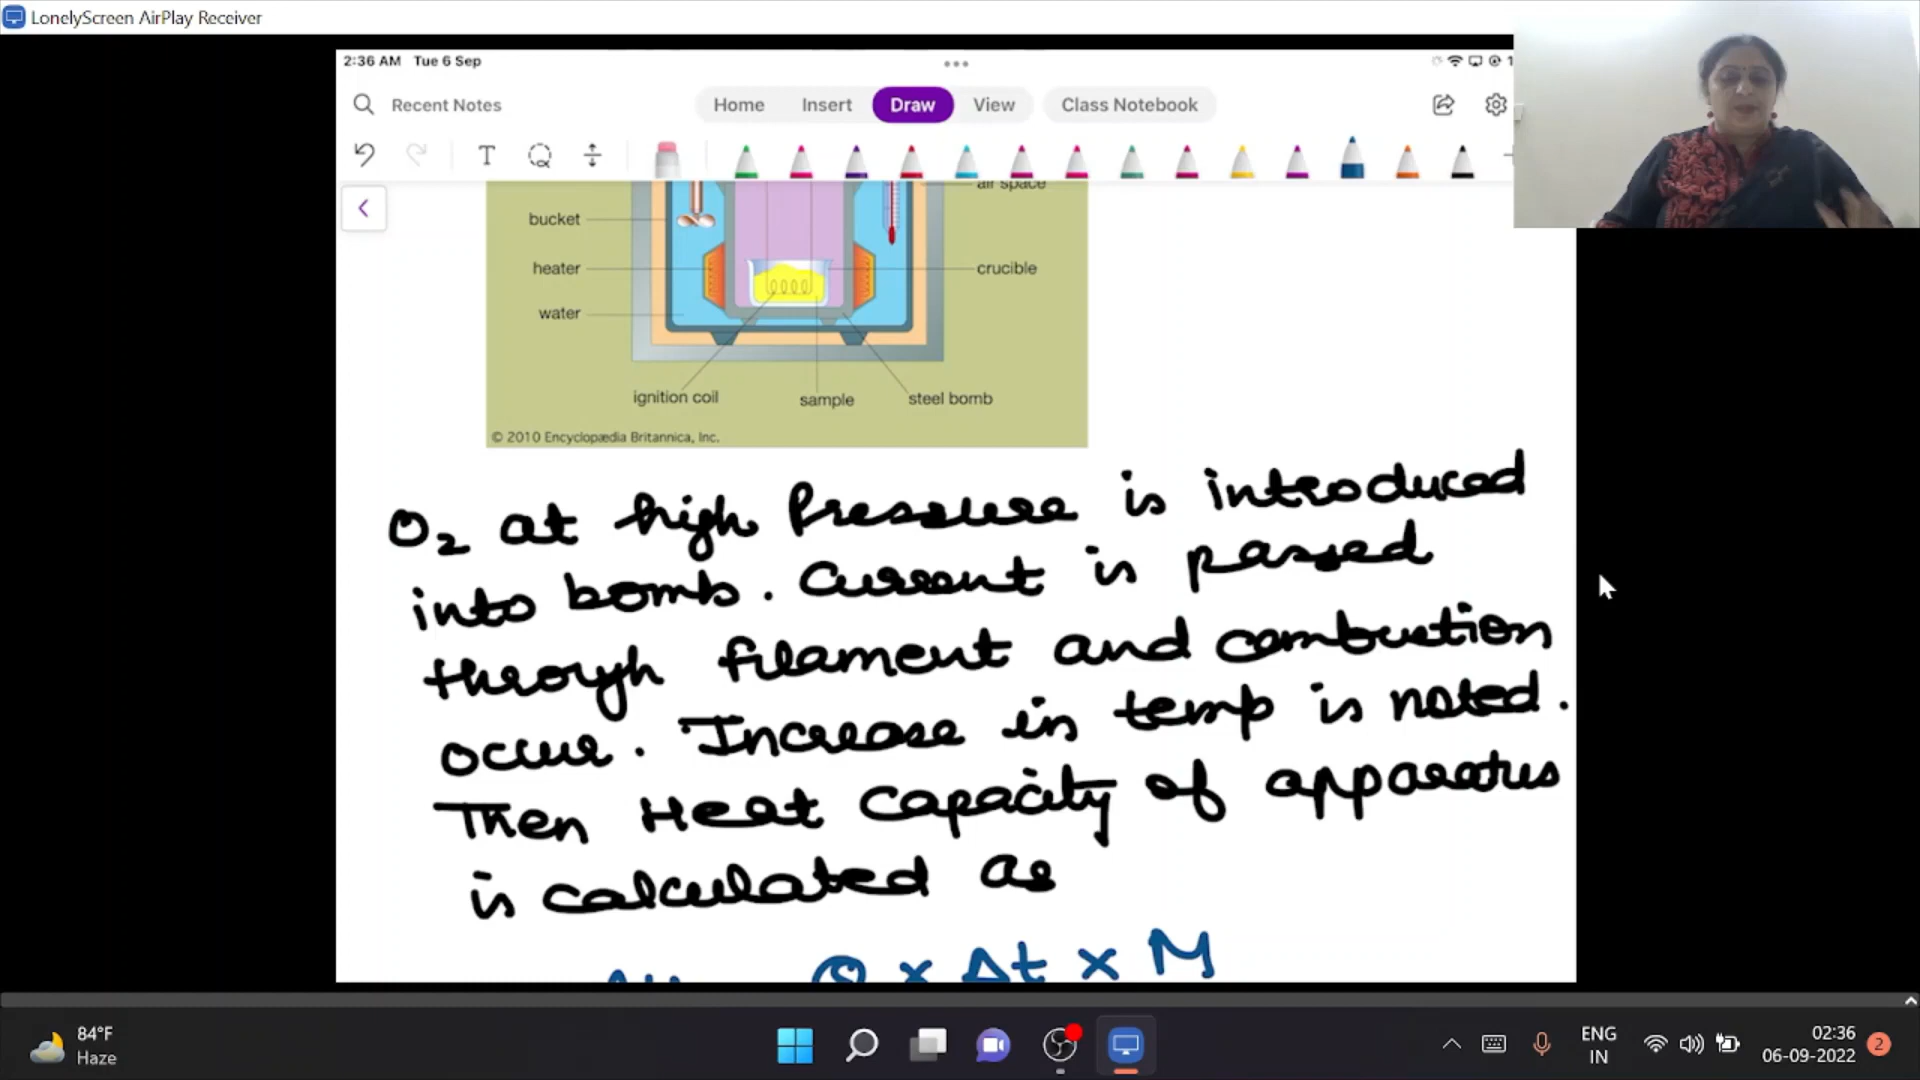 LonelyScreen AirPlay Receiver
2:36 AM Tue 6 Sep
Recent Notes
Home Insert Draw View Class Notebook
T
air space
bucket
heater
crucible
water
ignition coil sample steel bomb
© 2010 Encyclopædia Britannica, Inc.
O₂ at high Pressure is introduced
into bomb. Current is passed
through filament and combustion
occur. Increase in temp is noted.
Then Heat capacity of apparatus
is calculated as
Q × Δt × M
84°F
Haze
ENG
IN
02:36
06-09-2022
2